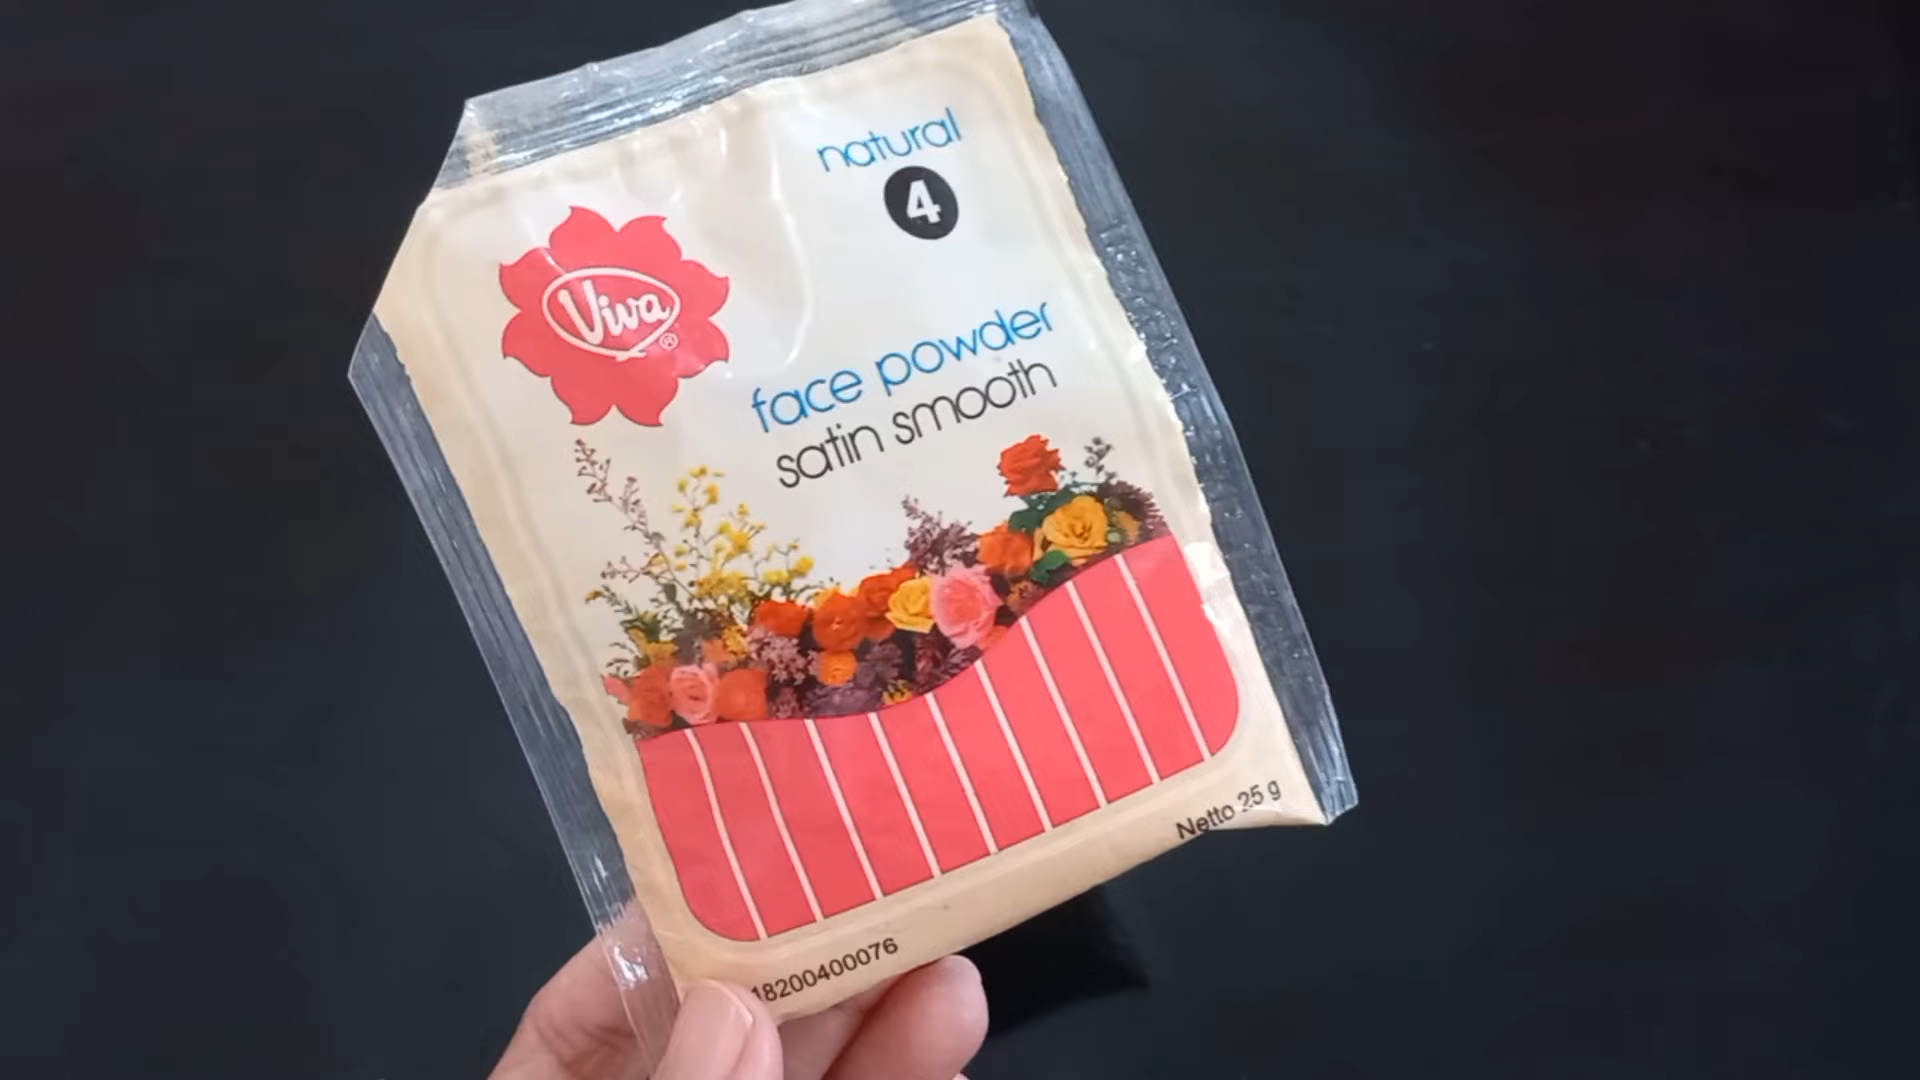 natural
4
Viva®
face powder
satin smooth
Netto 25 g
18200400076